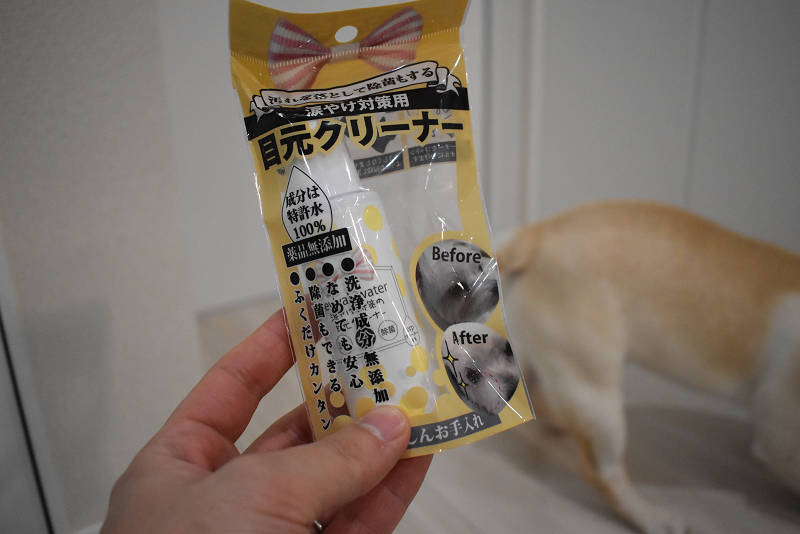 汚れを落として除菌もする
涙やけ対策用
目元クリーナー
成分は
特許水
100%
薬品無添加
●洗浄成分無添加
●なめても安心
●除菌もできる
●ふくだけカンタン
water
除菌
Before
After
お手入れ